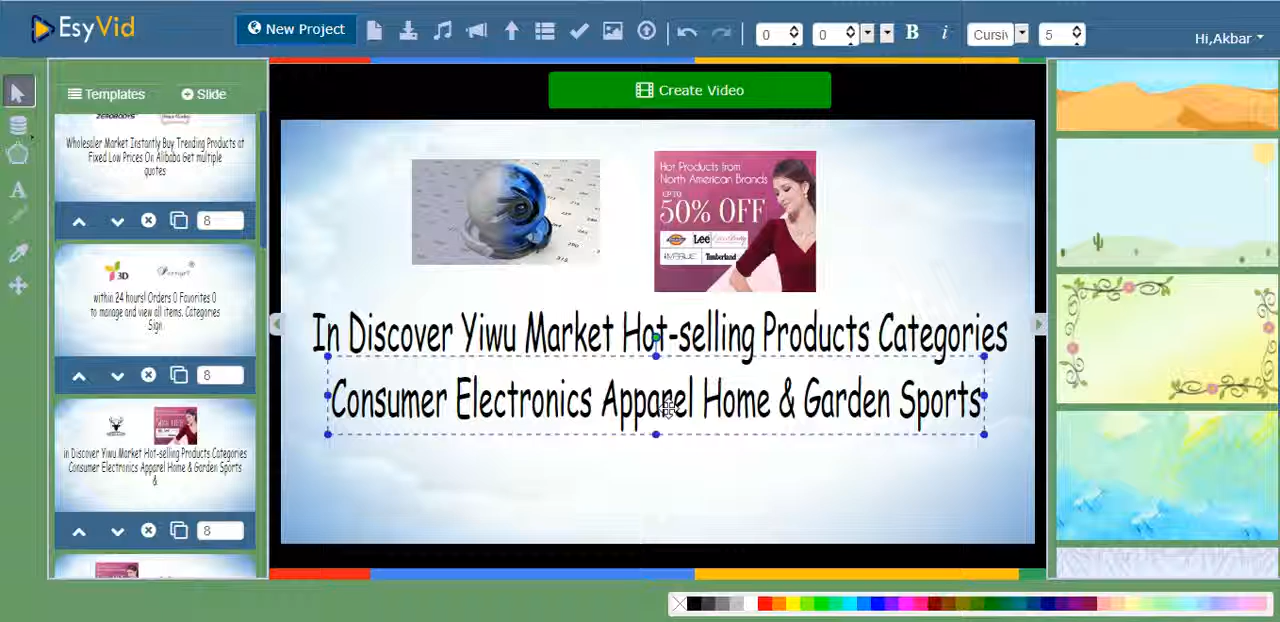 EsyVid
New Project
0
0
B
i
Cursiv
5
Hi,Akbar
Templates
Slide
Create Video
ZEROBODYS
Wholesaler Market Instantly Buy Trending Products at
Fixed Low Prices On Alibaba Get multiple
quotes
8
3D
within 24 hours! Orders 0 Favorites 0
to manage and view all items. Categories
Sign
8
in Discover Yiwu Market Hot-selling Products Categories
Consumer Electronics Apparel Home & Garden Sports
&
8
Hot Products from
North American Brands
UP TO
50% OFF
Lee
Timberland
In Discover Yiwu Market Hot-selling Products Categories
Consumer Electronics Apparel Home & Garden Sports
A